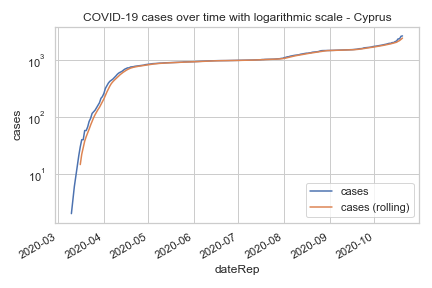 COVID-19 cases over time with logarithmic scale - Cyprus
cases
10³
10²
10¹
cases
cases (rolling)
2020-03
2020-04
2020-05
2020-06
2020-07
2020-08
2020-09
2020-10
dateRep